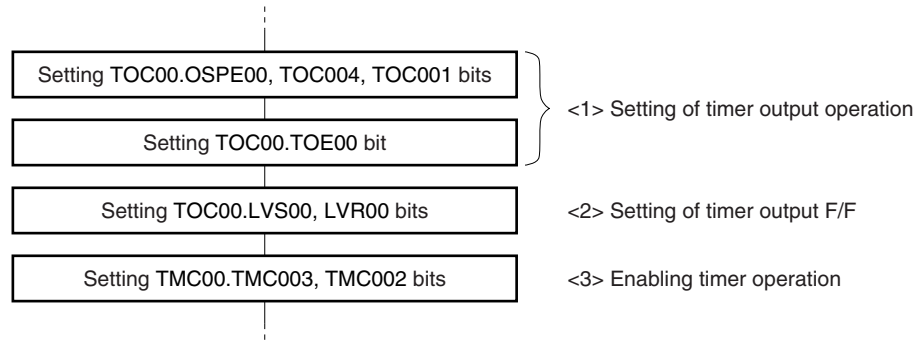 Setting TOC00.OSPE00, TOC004, TOC001 bits
<1> Setting of timer output operation
Setting TOC00.TOE00 bit
Setting TOC00.LVS00, LVR00 bits
<2> Setting of timer output F/F
Setting TMC00.TMC003, TMC002 bits
<3> Enabling timer operation